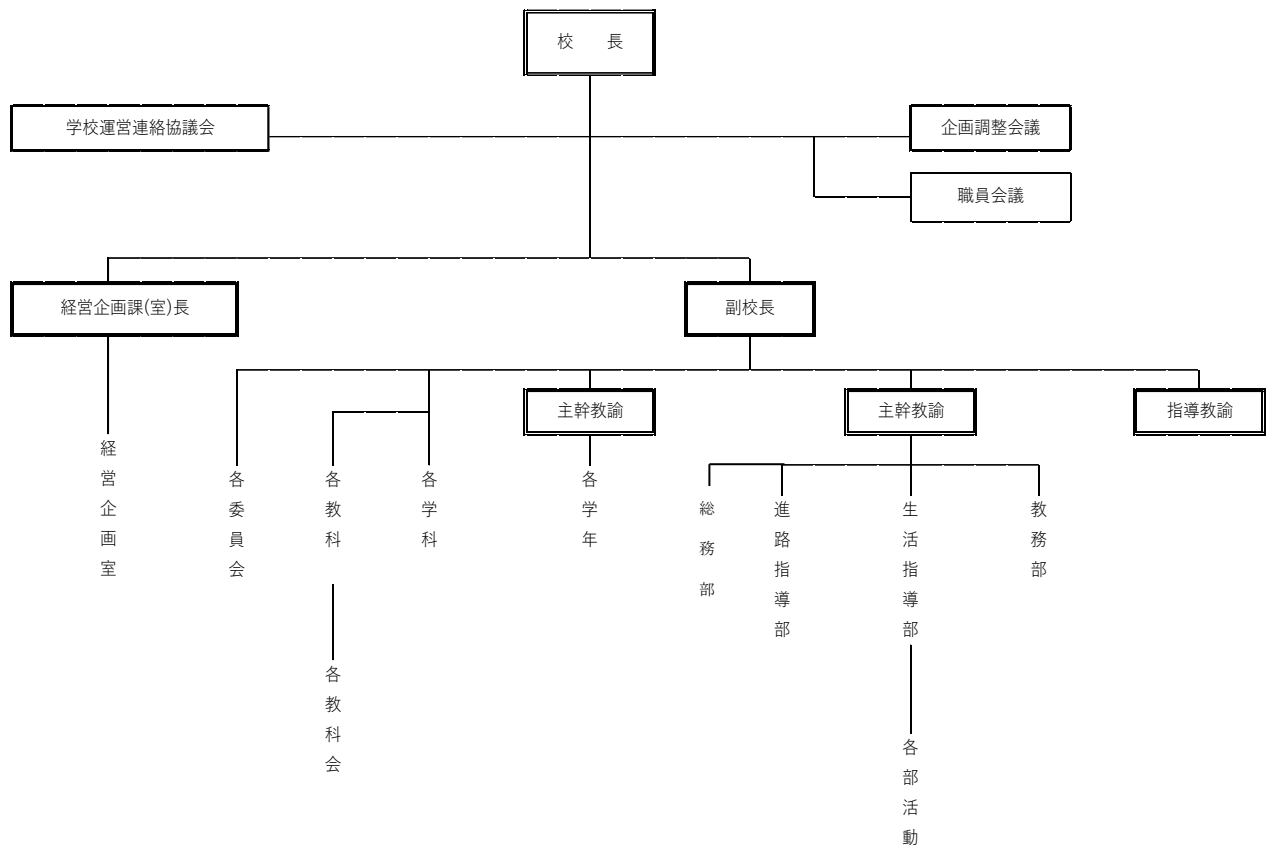 校　　長
学校運営連絡協議会
企画調整会議
職員会議
経営企画課(室)長
副校長
主幹教諭
主幹教諭
指導教諭
経営企画室
各委員会
各教科
各学科
各学年
総務部
進路指導部
生活指導部
教務部
各教科会
各部活動